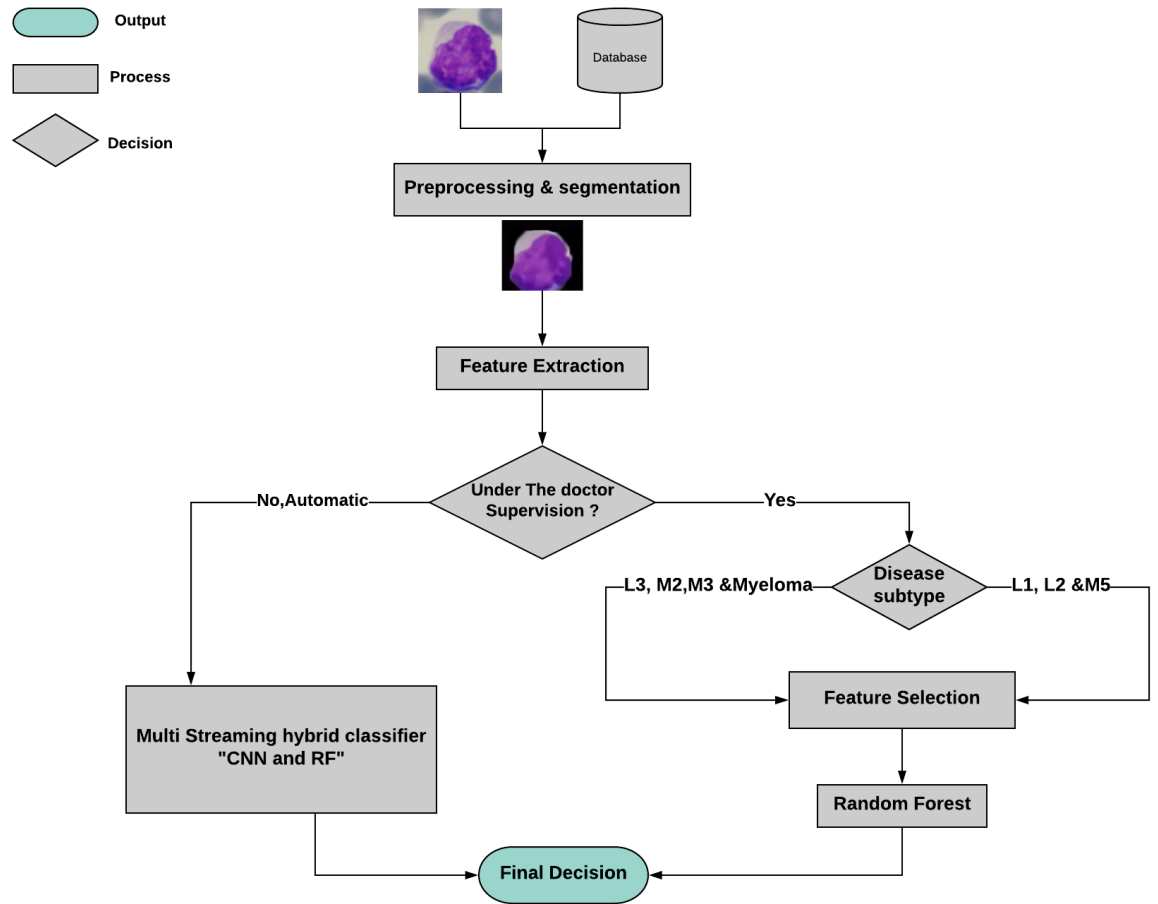 Output
Process
Decision
Database
Preprocessing & segmentation
Feature Extraction
Under The doctor
Supervision ?
No,Automatic
Yes
Disease
subtype
L3, M2,M3 &Myeloma
L1, L2 &M5
Feature Selection
Multi Streaming hybrid classifier
"CNN and RF"
Random Forest
Final Decision